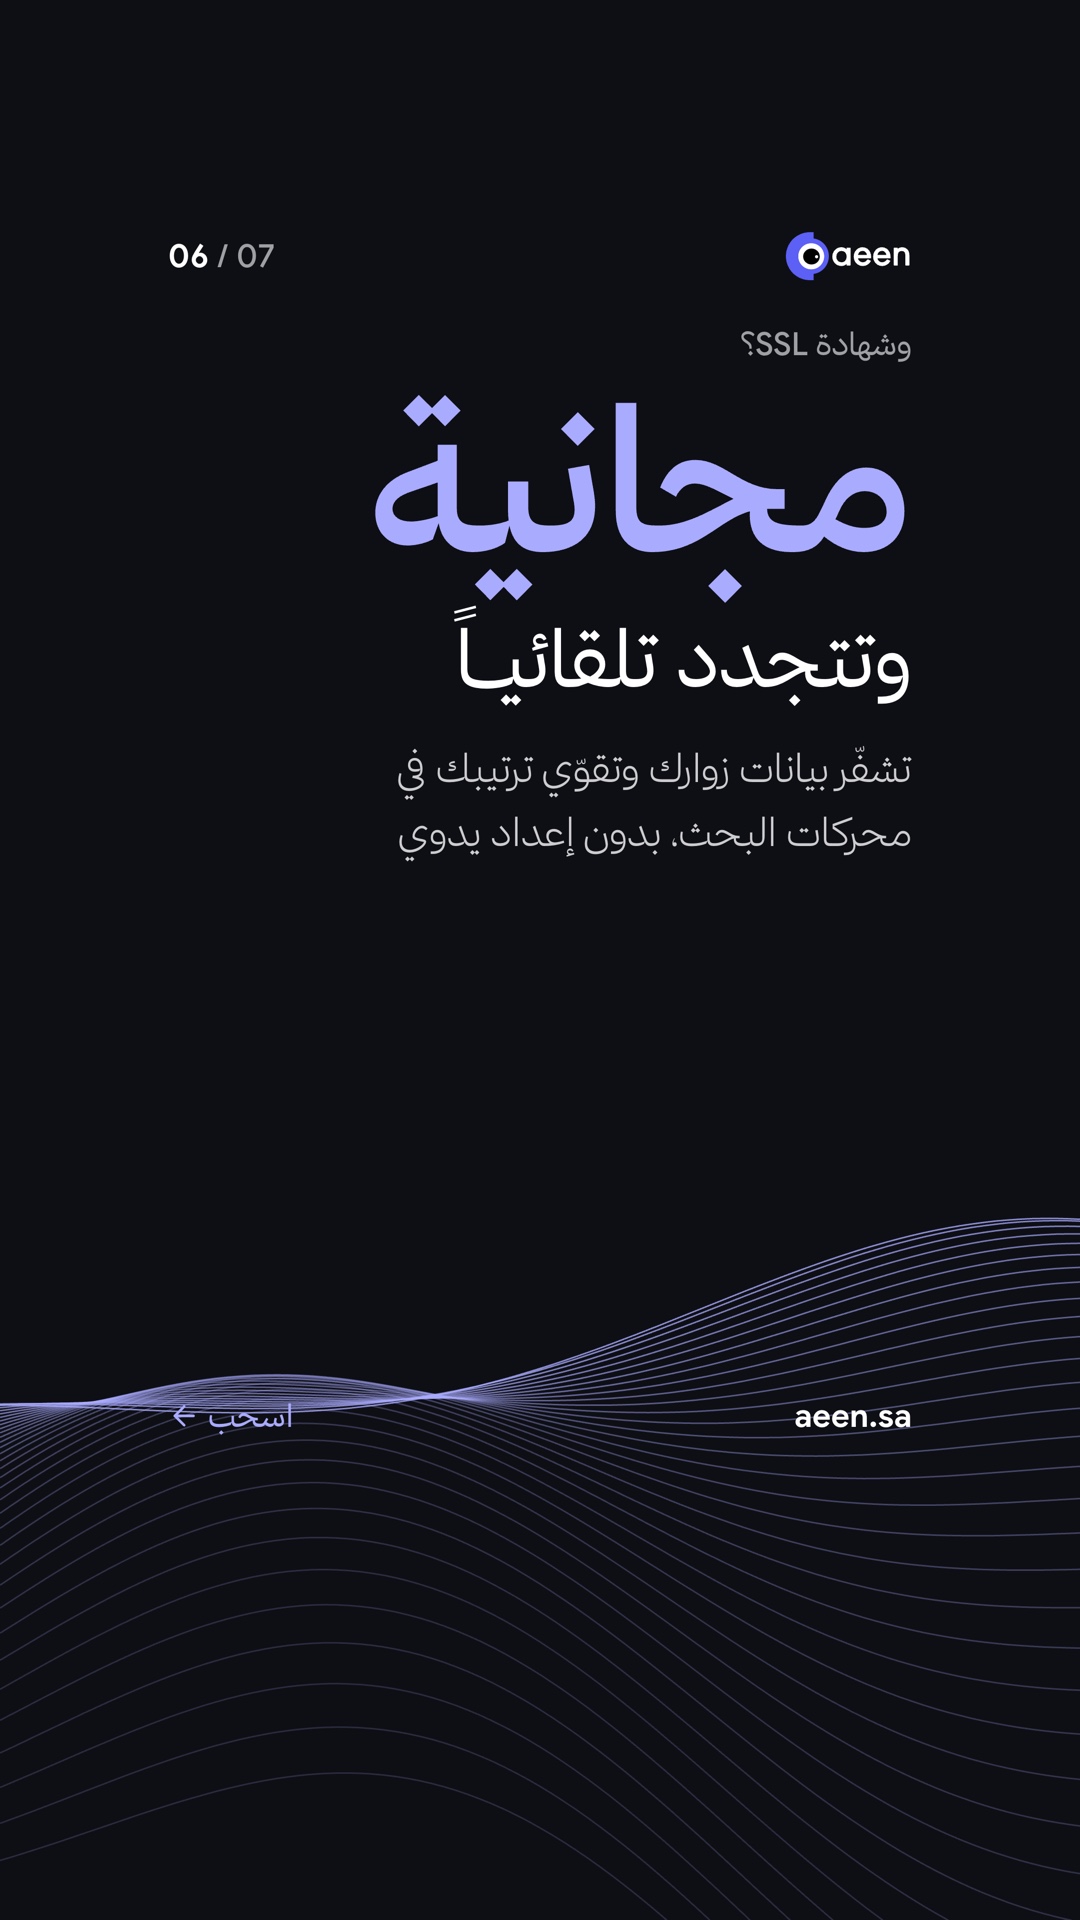 aeen
06 / 07
وشهادة SSL؟
مجانية
وتتجدد تلقائيـاً
تشفّر بيانات زوارك وتقوّي ترتيبك في
محركات البحث، بدون إعداد يدوي
aeen.sa
اسحب ←